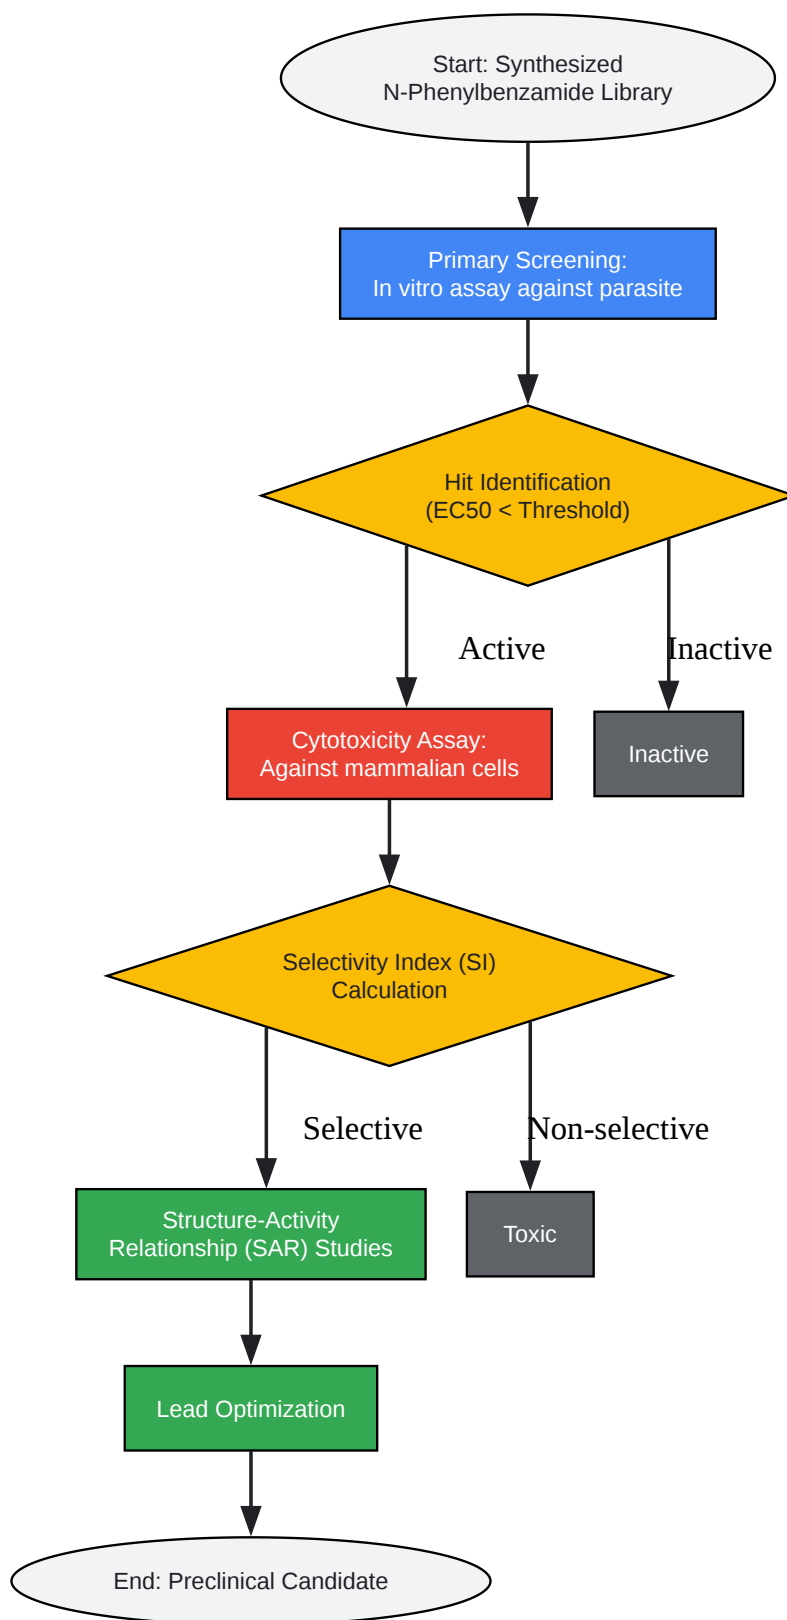 Start: Synthesized
N-Phenylbenzamide Library
Primary Screening:
In vitro assay against parasite
Hit Identification
(EC50 < Threshold)
Active
Inactive
Cytotoxicity Assay:
Against mammalian cells
Inactive
Selectivity Index (SI)
Calculation
Selective
Non-selective
Structure-Activity
Relationship (SAR) Studies
Toxic
Lead Optimization
End: Preclinical Candidate